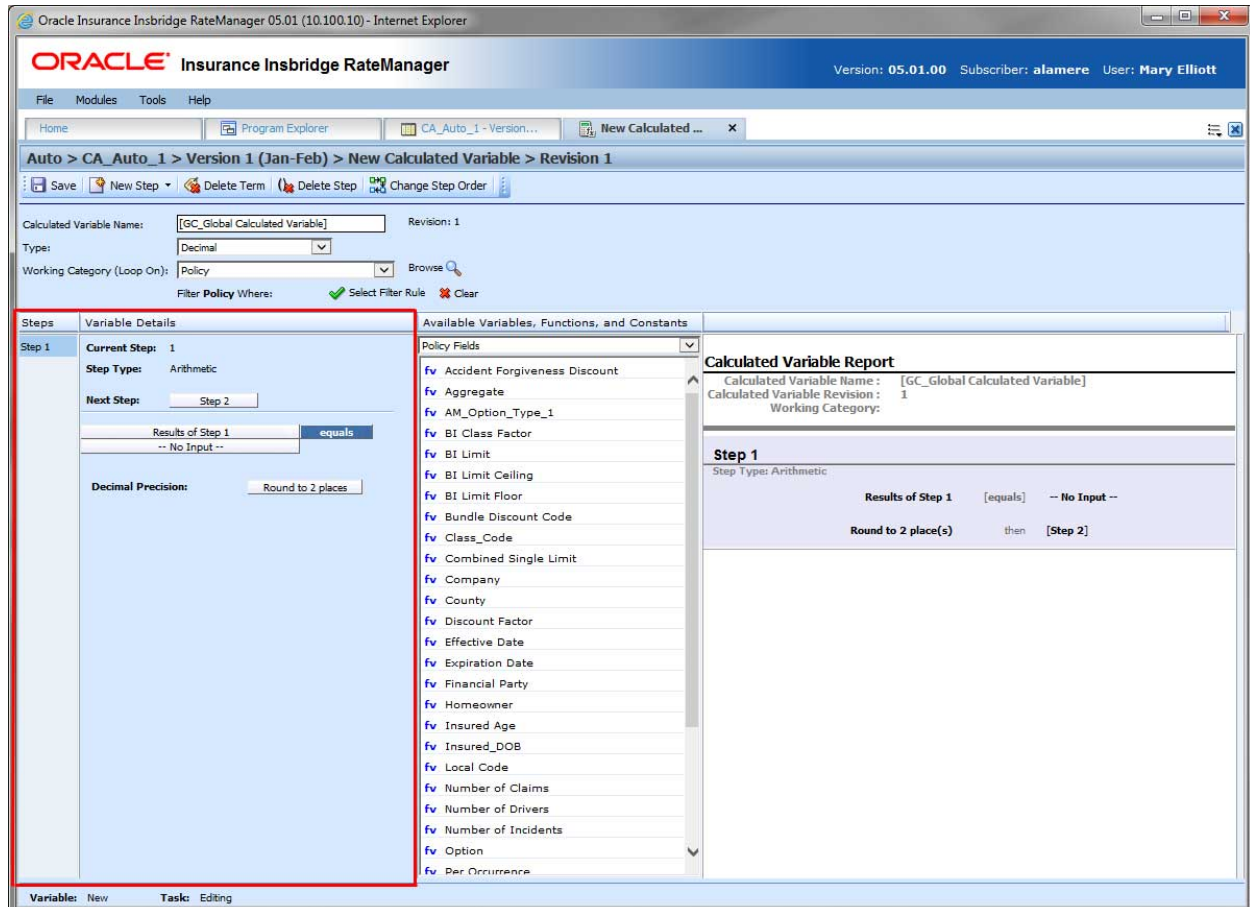 Oracle Insurance Insbridge RateManager 05.01 (10.100.10) - Internet Explorer
ORACLE® Insurance Insbridge RateManager
Version: 05.01.00 Subscriber: alamere User: Mary Elliott
File Modules Tools Help
Home Program Explorer CA_Auto_1 - Version... New Calculated ... x
Auto > CA_Auto_1 > Version 1 (Jan-Feb) > New Calculated Variable > Revision 1
Save New Step Delete Term Delete Step Change Step Order
Calculated Variable Name: [GC_Global Calculated Variable] Revision: 1
Type: Decimal
Working Category (Loop On): Policy Browse
Filter Policy Where: Select Filter Rule Clear
Steps Variable Details Available Variables, Functions, and Constants
Step 1
Current Step: 1
Step Type: Arithmetic
Next Step: Step 2
Results of Step 1 equals
-- No Input --
Decimal Precision: Round to 2 places
Policy Fields
fv Accident Forgiveness Discount
fv Aggregate
fv AM_Option_Type_1
fv BI Class Factor
fv BI Limit
fv BI Limit Ceiling
fv BI Limit Floor
fv Bundle Discount Code
fv Class_Code
fv Combined Single Limit
fv Company
fv County
fv Discount Factor
fv Effective Date
fv Expiration Date
fv Financial Party
fv Homeowner
fv Insured Age
fv Insured_DOB
fv Local Code
fv Number of Claims
fv Number of Drivers
fv Number of Incidents
fv Option
fv Per Occurrence
Calculated Variable Report
Calculated Variable Name : [GC_Global Calculated Variable]
Calculated Variable Revision : 1
Working Category:
Step 1
Step Type: Arithmetic
Results of Step 1 [equals] -- No Input --
Round to 2 place(s) then [Step 2]
Variable: New Task: Editing